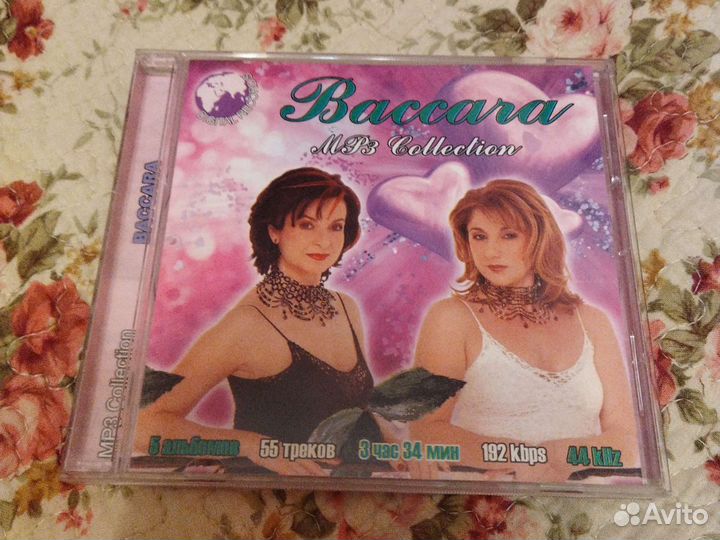 Baccara
MP3 Collection
BACCARA
MP3 Collection
5 альбомов 55 треков 3 час 34 мин 192 kbps 44 kHz
Avito